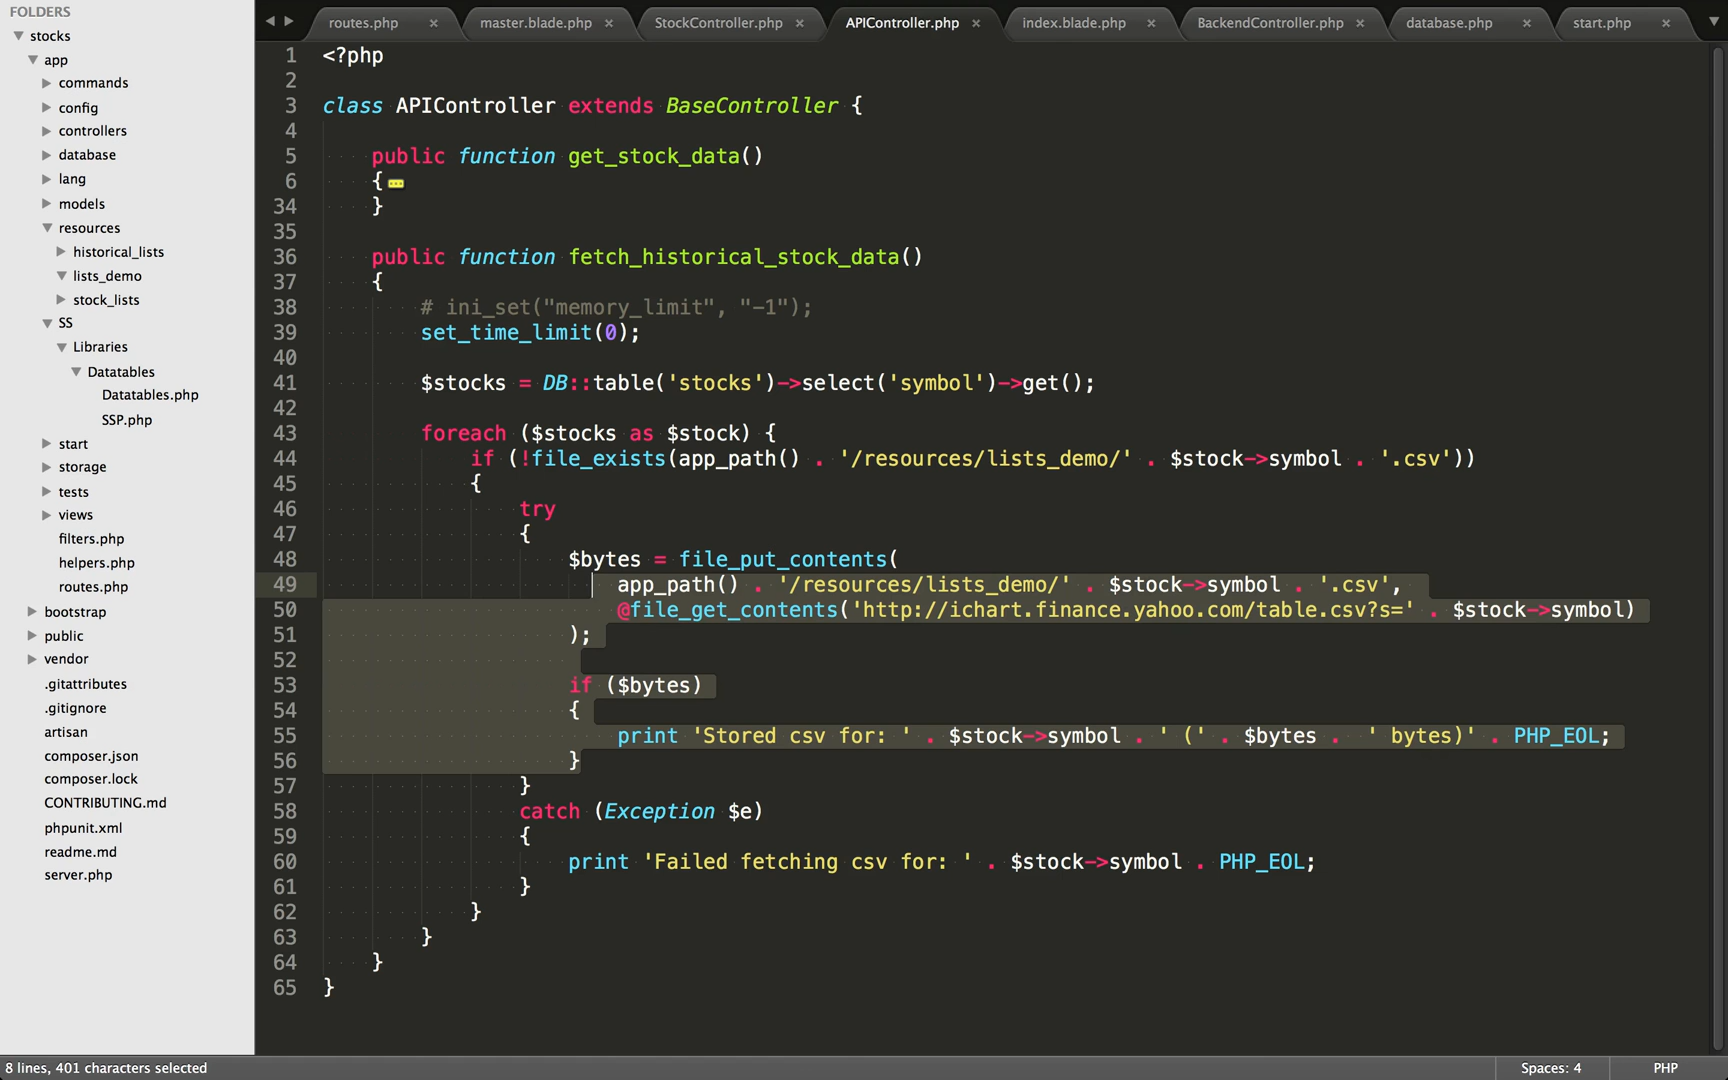 FOLDERS
stocks
app
commands
config
controllers
database
lang
models
resources
historical_lists
lists_demo
stock_lists
SS
Libraries
Datatables
Datatables.php
SSP.php
start
storage
tests
views
filters.php
helpers.php
routes.php
bootstrap
public
vendor
.gitattributes
.gitignore
artisan
composer.json
composer.lock
CONTRIBUTING.md
phpunit.xml
readme.md
server.php
routes.php × master.blade.php × StockController.php × APIController.php × index.blade.php × BackendController.php × database.php × start.php ×
1 <?php
2
3 class APIController extends BaseController {
4
5 public function get_stock_data()
6 {
34 }
35
36 public function fetch_historical_stock_data()
37 {
38 # ini_set("memory_limit", "-1");
39 set_time_limit(0);
40
41 $stocks = DB::table('stocks')->select('symbol')->get();
42
43 foreach ($stocks as $stock) {
44 if (!file_exists(app_path() . '/resources/lists_demo/' . $stock->symbol . '.csv'))
45 {
46 try
47 {
48 $bytes = file_put_contents(
49 app_path() . '/resources/lists_demo/' . $stock->symbol . '.csv',
50 @file_get_contents('http://ichart.finance.yahoo.com/table.csv?s=' . $stock->symbol)
51 );
52
53 if ($bytes)
54 {
55 print 'Stored csv for: ' . $stock->symbol . ' (' . $bytes . ' bytes)' . PHP_EOL;
56 }
57 }
58 catch (Exception $e)
59 {
60 print 'Failed fetching csv for: ' . $stock->symbol . PHP_EOL;
61 }
62 }
63 }
64 }
65 }
8 lines, 401 characters selected
Spaces: 4
PHP